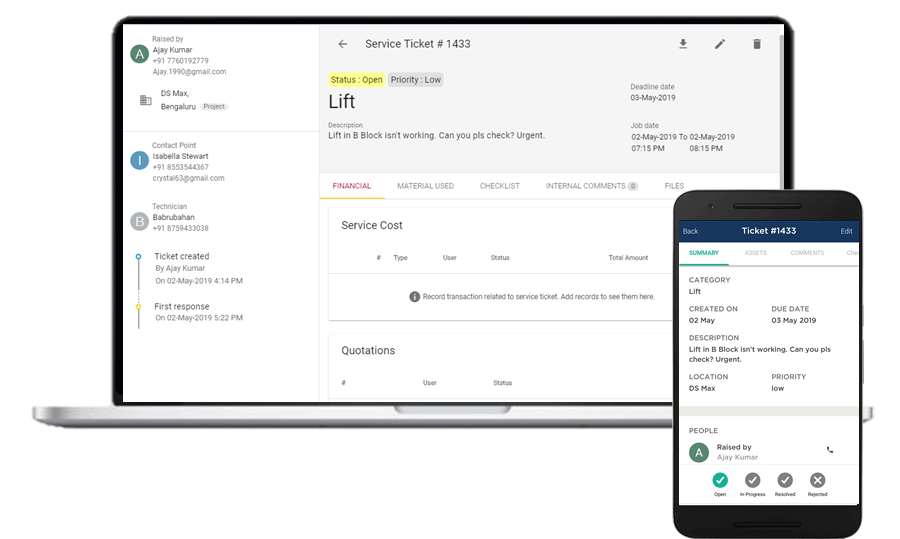 Raised by
Ajay Kumar
+91 7760192779
Ajay.1990@gmail.com
DS Max,
Bengaluru Project
Contact Point
Isabella Stewart
+91 8553544367
crystal63@gmail.com
Technician
Babrubahan
+91 8759433038
Ticket created
By Ajay Kumar
On 02-May-2019 4:14 PM
First response
On 02-May-2019 5:22 PM
A
I
B
Service Ticket # 1433
Status : Open Priority : Low
Lift
Description
Lift in B Block isn't working. Can you pls check? Urgent.
Deadline date
03-May-2019
Job date
02-May-2019 To 02-May-2019
07:15 PM 08:15 PM
FINANCIAL MATERIAL USED CHECKLIST INTERNAL COMMENTS 0 FILES
Service Cost
# Type User Status Total Amount
Record transaction related to service ticket. Add records to see them here.
Quotations
# User Status
Back Ticket #1433 Edit
SUMMARY ASSETS COMMENTS Che
CATEGORY
Lift
CREATED ON DUE DATE
02 May 03 May 2019
DESCRIPTION
Lift in B Block isn't working. Can you pls
check? Urgent.
LOCATION PRIORITY
DS Max low
PEOPLE
A
Raised by
Ajay Kumar
Open In Progress Resolved Rejected